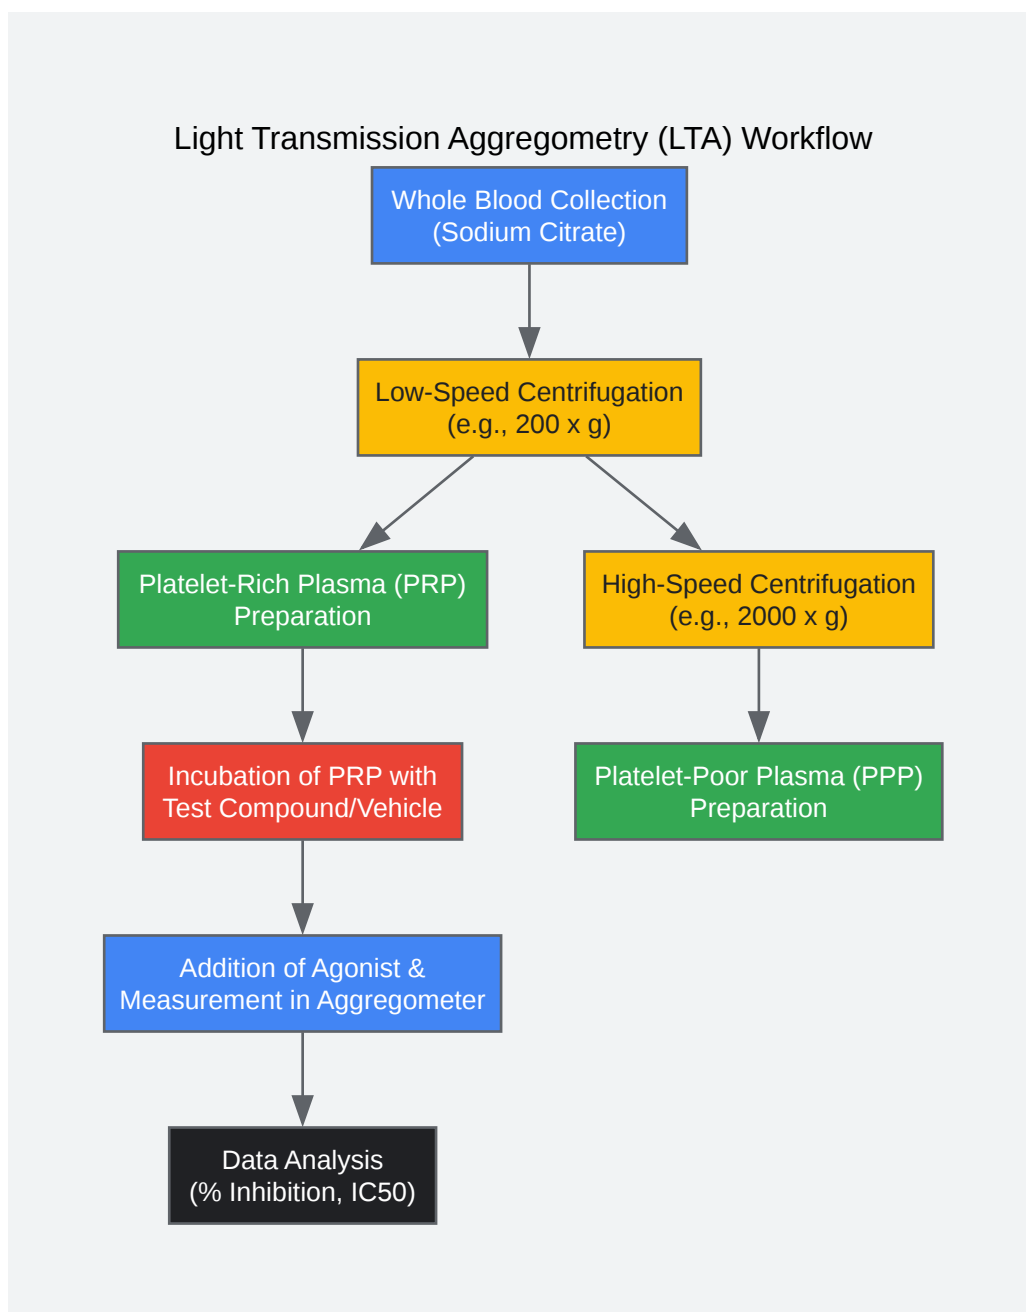 Light Transmission Aggregometry (LTA) Workflow
Whole Blood Collection
(Sodium Citrate)
Low-Speed Centrifugation
(e.g., 200 x g)
Platelet-Rich Plasma (PRP)
Preparation
High-Speed Centrifugation
(e.g., 2000 x g)
Incubation of PRP with
Test Compound/Vehicle
Platelet-Poor Plasma (PPP)
Preparation
Addition of Agonist &
Measurement in Aggregometer
Data Analysis
(% Inhibition, IC50)